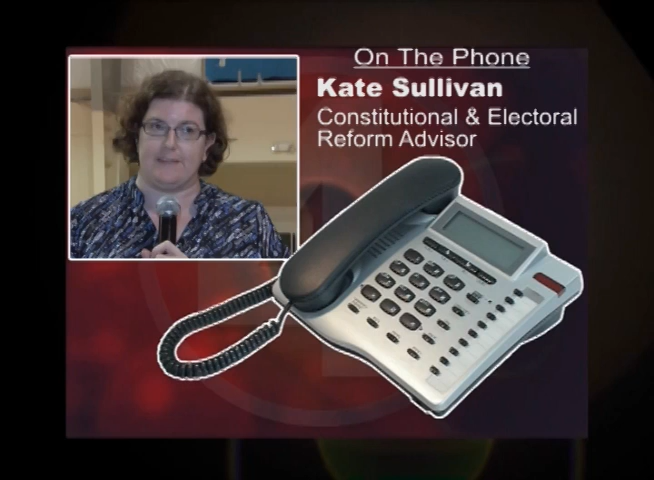 On The Phone
Kate Sullivan
Constitutional & Electoral
Reform Advisor